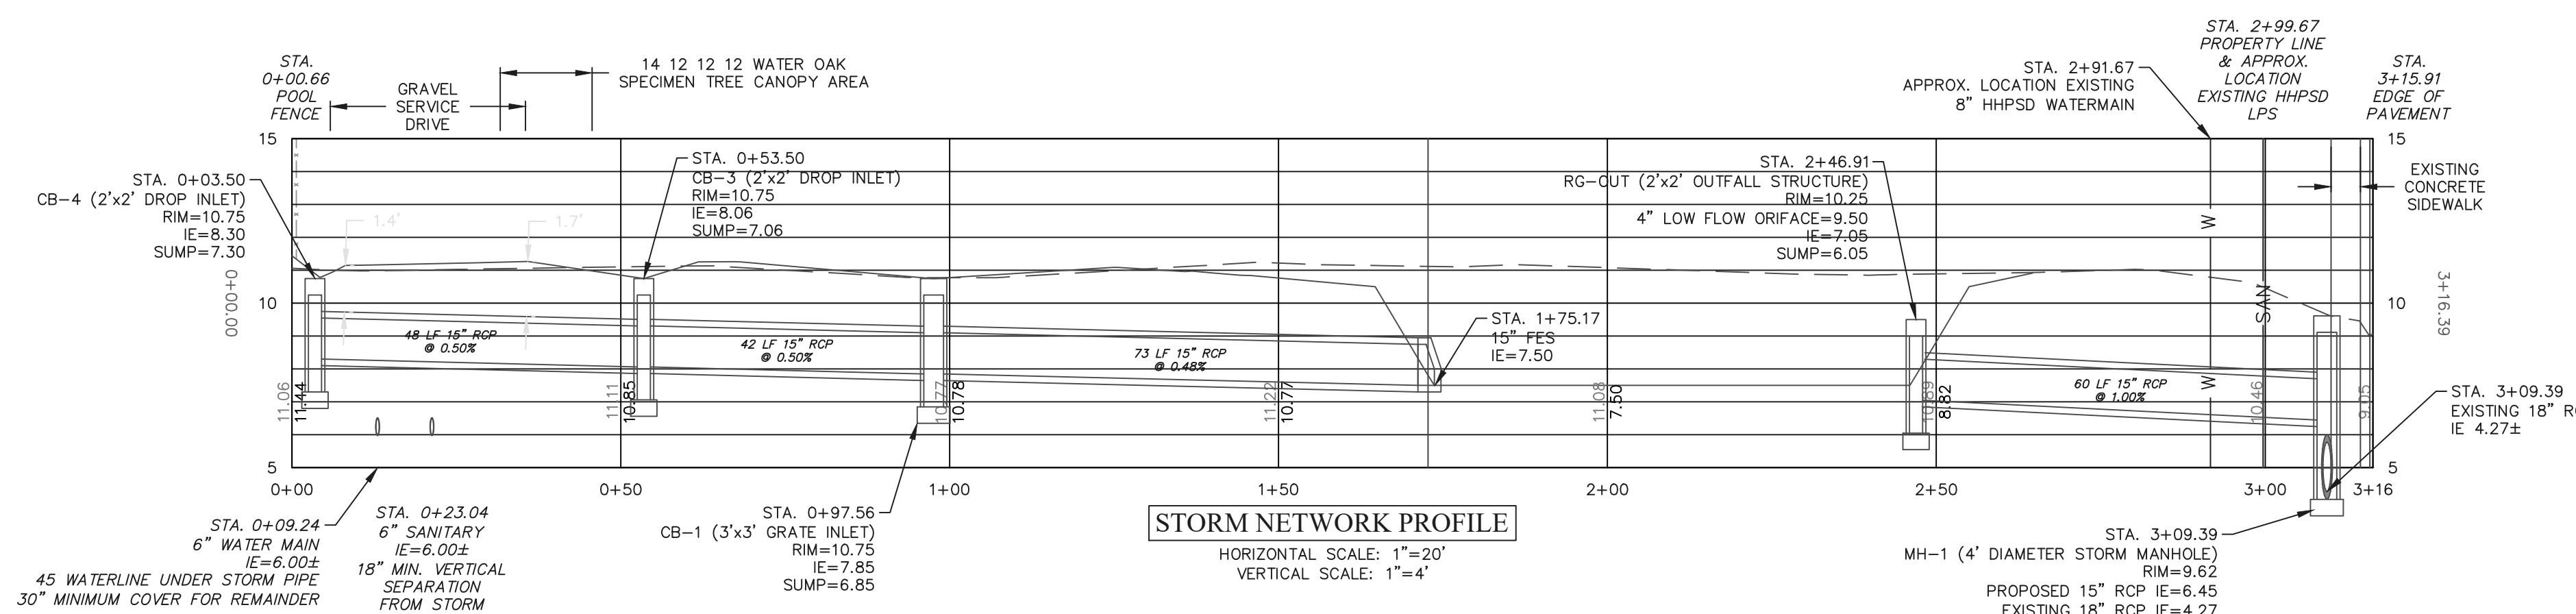 STA.
0+00.66
POOL
FENCE
GRAVEL
SERVICE
DRIVE
14 12 12 12 WATER OAK
SPECIMEN TREE CANOPY AREA
STA. 2+91.67
APPROX. LOCATION EXISTING
8" HHPSD WATERMAIN
STA. 2+99.67
PROPERTY LINE
& APPROX.
LOCATION
EXISTING HHPSD
LPS
STA.
3+15.91
EDGE OF
PAVEMENT
15
15
STA. 0+03.50
CB-4 (2'x2' DROP INLET)
RIM=10.75
IE=8.30
SUMP=7.30
1.4'
1.7'
STA. 0+53.50
CB-3 (2'x2' DROP INLET)
RIM=10.75
IE=8.06
SUMP=7.06
STA. 2+46.91
RG-OUT (2'x2' OUTFALL STRUCTURE)
RIM=10.25
4" LOW FLOW ORIFACE=9.50
IE=7.05
SUMP=6.05
W
EXISTING
CONCRETE
SIDEWALK
0+00.00
10
SAN
10
3+16.39
48 LF 15" RCP
@ 0.50%
42 LF 15" RCP
@ 0.50%
73 LF 15" RCP
@ 0.48%
STA. 1+75.17
15" FES
IE=7.50
60 LF 15" RCP
@ 1.00%
W
11.06
11.44
11.11
10.85
10.77
10.78
11.22
10.77
11.08
7.50
10.89
8.82
10.46
9.05
STA. 3+09.39
EXISTING 18" R
IE 4.27±
5
5
0+00
0+50
1+00
1+50
2+00
2+50
3+00
3+16
STA. 0+09.24
6" WATER MAIN
IE=6.00±
45 WATERLINE UNDER STORM PIPE
30" MINIMUM COVER FOR REMAINDER
STA. 0+23.04
6" SANITARY
IE=6.00±
18" MIN. VERTICAL
SEPARATION
FROM STORM
STA. 0+97.56
CB-1 (3'x3' GRATE INLET)
RIM=10.75
IE=7.85
SUMP=6.85
STORM NETWORK PROFILE
HORIZONTAL SCALE: 1"=20'
VERTICAL SCALE: 1"=4'
STA. 3+09.39
MH-1 (4' DIAMETER STORM MANHOLE)
RIM=9.62
PROPOSED 15" RCP IE=6.45
EXISTING 18" RCP IE=4.27